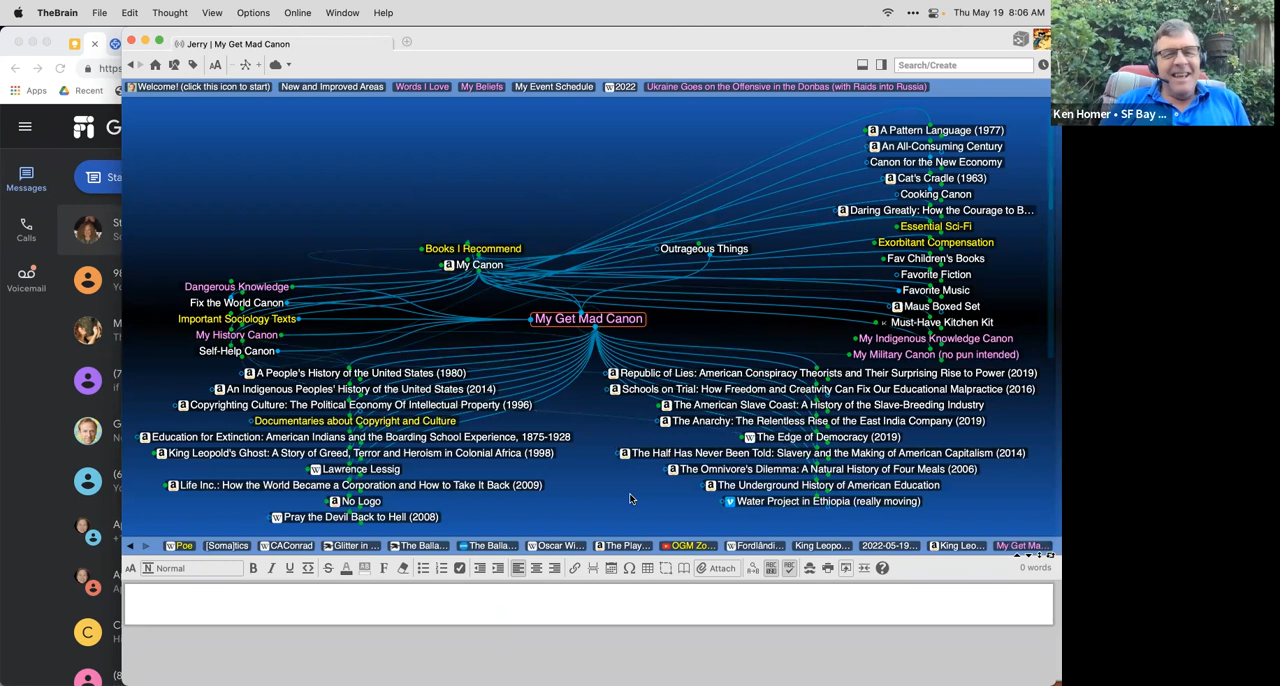 TheBrain File Edit Thought View Options Online Window Help
Thu May 19 8:06 AM
Jerry | My Get Mad Canon
https
Apps
Recent
AA
Search/Create
Welcome! (click this icon to start) New and Improved Areas Words I Love My Beliefs My Event Schedule 2022 Ukraine Goes on the Offensive in the Donbas (with Raids into Russia)
Ken Homer • SF Bay ...
G
Messages
Calls
Voicemail
Sta
A Pattern Language (1977)
An All-Consuming Century
Canon for the New Economy
Cat's Cradle (1963)
Cooking Canon
Daring Greatly: How the Courage to B...
Essential Sci-Fi
Exorbitant Compensation
Fav Children's Books
Favorite Fiction
Favorite Music
Maus Boxed Set
Must-Have Kitchen Kit
My Indigenous Knowledge Canon
My Military Canon (no pun intended)
Books I Recommend
My Canon
Outrageous Things
Dangerous Knowledge
Fix the World Canon
Important Sociology Texts
My History Canon
Self-Help Canon
My Get Mad Canon
A People's History of the United States (1980)
An Indigenous Peoples' History of the United States (2014)
Copyrighting Culture: The Political Economy Of Intellectual Property (1996)
Documentaries about Copyright and Culture
Education for Extinction: American Indians and the Boarding School Experience, 1875-1928
King Leopold's Ghost: A Story of Greed, Terror and Heroism in Colonial Africa (1998)
Lawrence Lessig
Life Inc.: How the World Became a Corporation and How to Take It Back (2009)
No Logo
Pray the Devil Back to Hell (2008)
Republic of Lies: American Conspiracy Theorists and Their Surprising Rise to Power (2019)
Schools on Trial: How Freedom and Creativity Can Fix Our Educational Malpractice (2016)
The American Slave Coast: A History of the Slave-Breeding Industry
The Anarchy: The Relentless Rise of the East India Company (2019)
The Edge of Democracy (2019)
The Half Has Never Been Told: Slavery and the Making of American Capitalism (2014)
The Omnivore's Dilemma: A Natural History of Four Meals (2006)
The Underground History of American Education
Water Project in Ethiopia (really moving)
Poe [Soma]tics CAConrad Glitter in ... The Balla... The Balla... Oscar Wi... The Play... OGM Zo... Fordlândi... King Leopo... 2022-05-19... King Leo... My Get Ma...
AA N Normal B I U S A F Attach 0 words
C